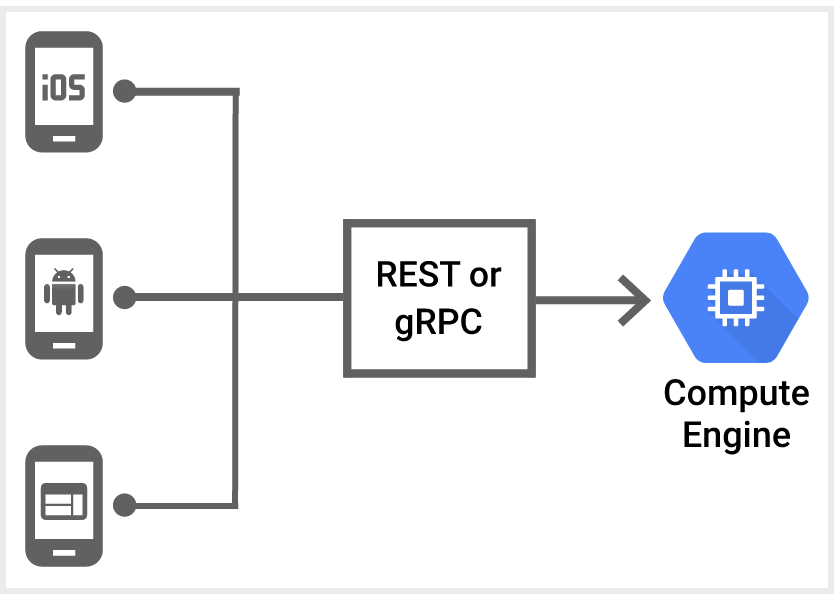 iOS
REST or
gRPC
Compute
Engine